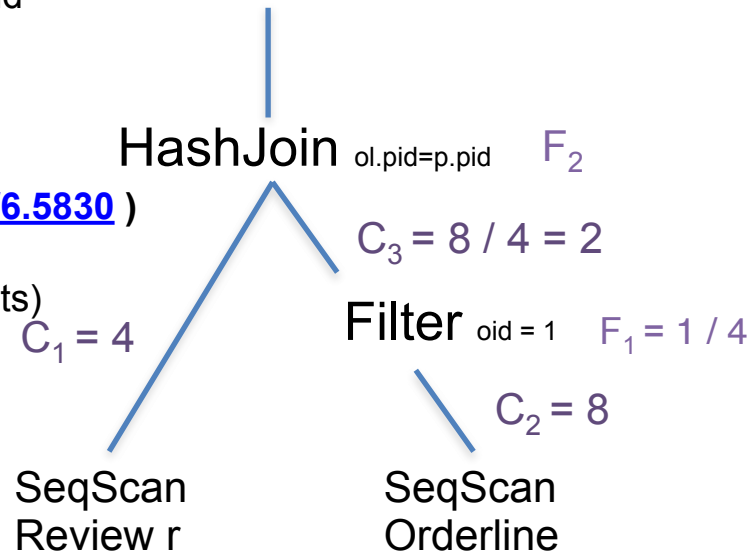 HashJoin ol.pid=p.pid F2
6.5830 )
C3 = 8 / 4 = 2
ts)
C1 = 4
Filter oid = 1 F1 = 1 / 4
C2 = 8
SeqScan
Review r
SeqScan
Orderline